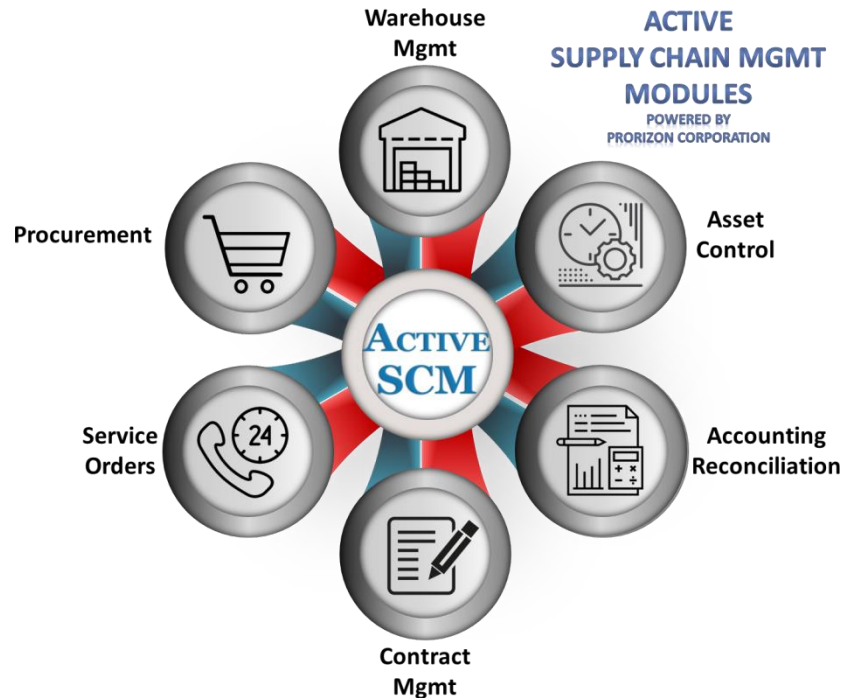 Warehouse
Mgmt
ACTIVE
SUPPLY CHAIN MGMT
MODULES
POWERED BY
PRORIZON CORPORATION
Procurement
Asset
Control
ACTIVE
SCM
Service
Orders
24
Accounting
Reconciliation
Contract
Mgmt